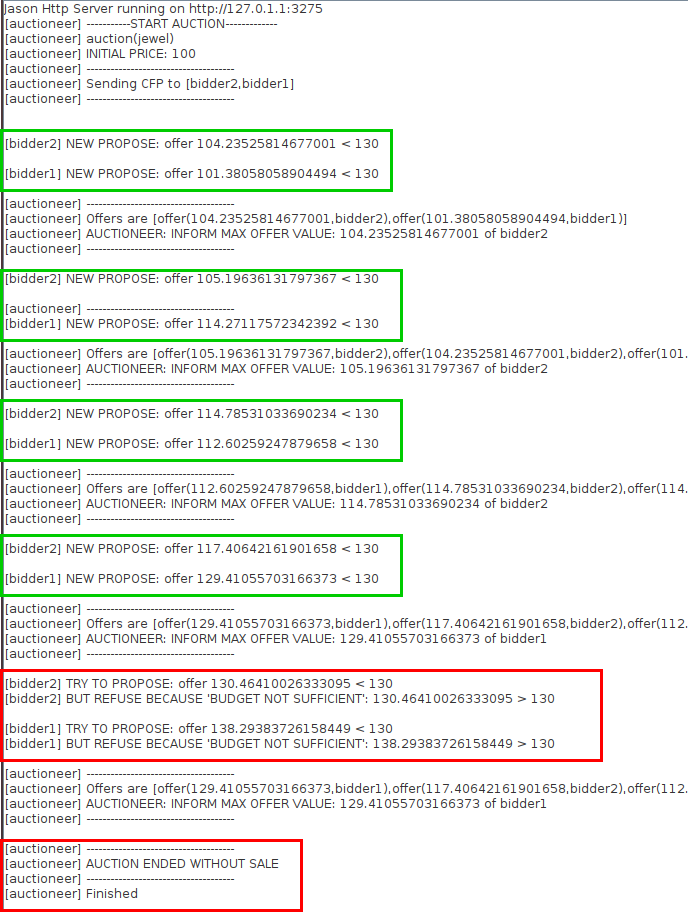 Jason Http Server running on http://127.0.1.1:3275
[auctioneer] -----------START AUCTION-------------
[auctioneer] auction(jewel)
[auctioneer] INITIAL PRICE: 100
[auctioneer] -------------------------------------
[auctioneer] Sending CFP to [bidder2,bidder1]
[auctioneer] -------------------------------------
[bidder2] NEW PROPOSE: offer 104.23525814677001 < 130
[bidder1] NEW PROPOSE: offer 101.38058058904494 < 130
[auctioneer] -------------------------------------
[auctioneer] Offers are [offer(104.23525814677001,bidder2),offer(101.38058058904494,bidder1)]
[auctioneer] AUCTIONEER: INFORM MAX OFFER VALUE: 104.23525814677001 of bidder2
[auctioneer] -------------------------------------
[bidder2] NEW PROPOSE: offer 105.19636131797367 < 130
[auctioneer] -------------------------------------
[bidder1] NEW PROPOSE: offer 114.27117572342392 < 130
[auctioneer] Offers are [offer(105.19636131797367,bidder2),offer(104.23525814677001,bidder2),offer(101.
[auctioneer] AUCTIONEER: INFORM MAX OFFER VALUE: 105.19636131797367 of bidder2
[auctioneer] -------------------------------------
[bidder2] NEW PROPOSE: offer 114.78531033690234 < 130
[bidder1] NEW PROPOSE: offer 112.60259247879658 < 130
[auctioneer] -------------------------------------
[auctioneer] Offers are [offer(112.60259247879658,bidder1),offer(114.78531033690234,bidder2),offer(114.
[auctioneer] AUCTIONEER: INFORM MAX OFFER VALUE: 114.78531033690234 of bidder2
[auctioneer] -------------------------------------
[bidder2] NEW PROPOSE: offer 117.40642161901658 < 130
[bidder1] NEW PROPOSE: offer 129.41055703166373 < 130
[auctioneer] -------------------------------------
[auctioneer] Offers are [offer(129.41055703166373,bidder1),offer(117.40642161901658,bidder2),offer(112.
[auctioneer] AUCTIONEER: INFORM MAX OFFER VALUE: 129.41055703166373 of bidder1
[auctioneer] -------------------------------------
[bidder2] TRY TO PROPOSE: offer 130.46410026333095 < 130
[bidder2] BUT REFUSE BECAUSE 'BUDGET NOT SUFFICIENT': 130.46410026333095 > 130
[bidder1] TRY TO PROPOSE: offer 138.29383726158449 < 130
[bidder1] BUT REFUSE BECAUSE 'BUDGET NOT SUFFICIENT': 138.29383726158449 > 130
[auctioneer] -------------------------------------
[auctioneer] Offers are [offer(129.41055703166373,bidder1),offer(117.40642161901658,bidder2),offer(112.
[auctioneer] AUCTIONEER: INFORM MAX OFFER VALUE: 129.41055703166373 of bidder1
[auctioneer] -------------------------------------
[auctioneer] -------------------------------------
[auctioneer] AUCTION ENDED WITHOUT SALE
[auctioneer] -------------------------------------
[auctioneer] Finished